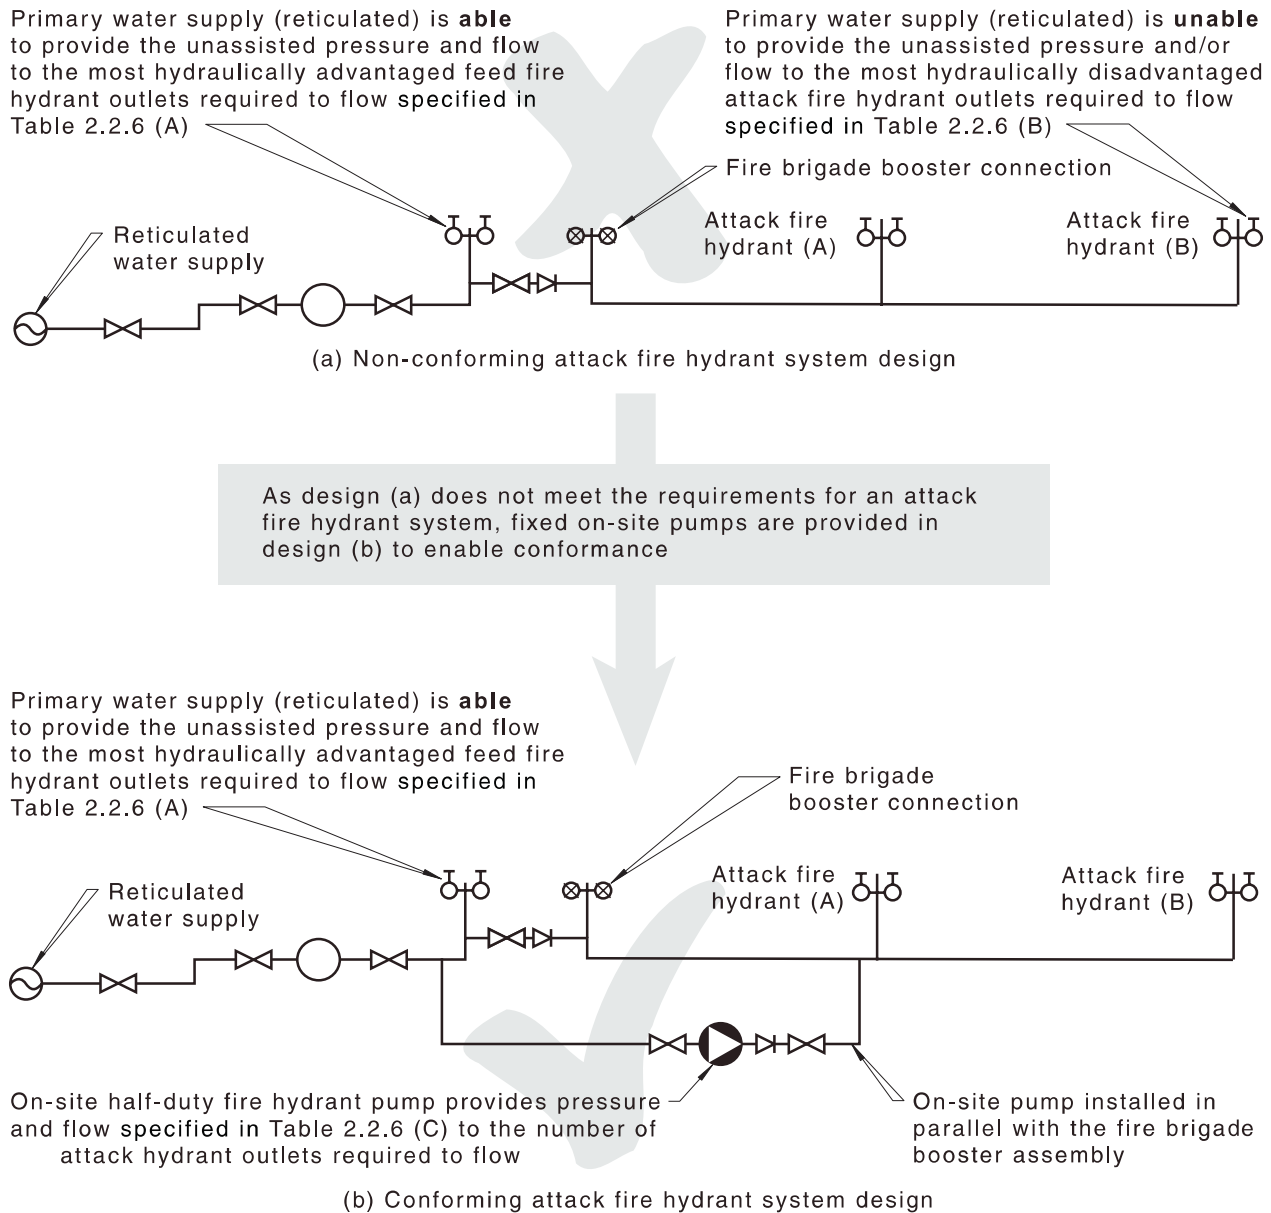 Primary water supply (reticulated) is able
to provide the unassisted pressure and flow
to the most hydraulically advantaged feed fire
hydrant outlets required to flow specified in
Table 2.2.6 (A)
Primary water supply (reticulated) is unable
to provide the unassisted pressure and/or
flow to the most hydraulically disadvantaged
attack fire hydrant outlets required to flow
specified in Table 2.2.6 (B)
Fire brigade booster connection
Reticulated
water supply
Attack fire
hydrant (A)
Attack fire
hydrant (B)
(a) Non-conforming attack fire hydrant system design
As design (a) does not meet the requirements for an attack
fire hydrant system, fixed on-site pumps are provided in
design (b) to enable conformance
Primary water supply (reticulated) is able
to provide the unassisted pressure and flow
to the most hydraulically advantaged feed fire
hydrant outlets required to flow specified in
Table 2.2.6 (A)
Fire brigade
booster connection
Reticulated
water supply
Attack fire
hydrant (A)
Attack fire
hydrant (B)
On-site half-duty fire hydrant pump provides pressure
and flow specified in Table 2.2.6 (C) to the number of
attack hydrant outlets required to flow
On-site pump installed in
parallel with the fire brigade
booster assembly
(b) Conforming attack fire hydrant system design